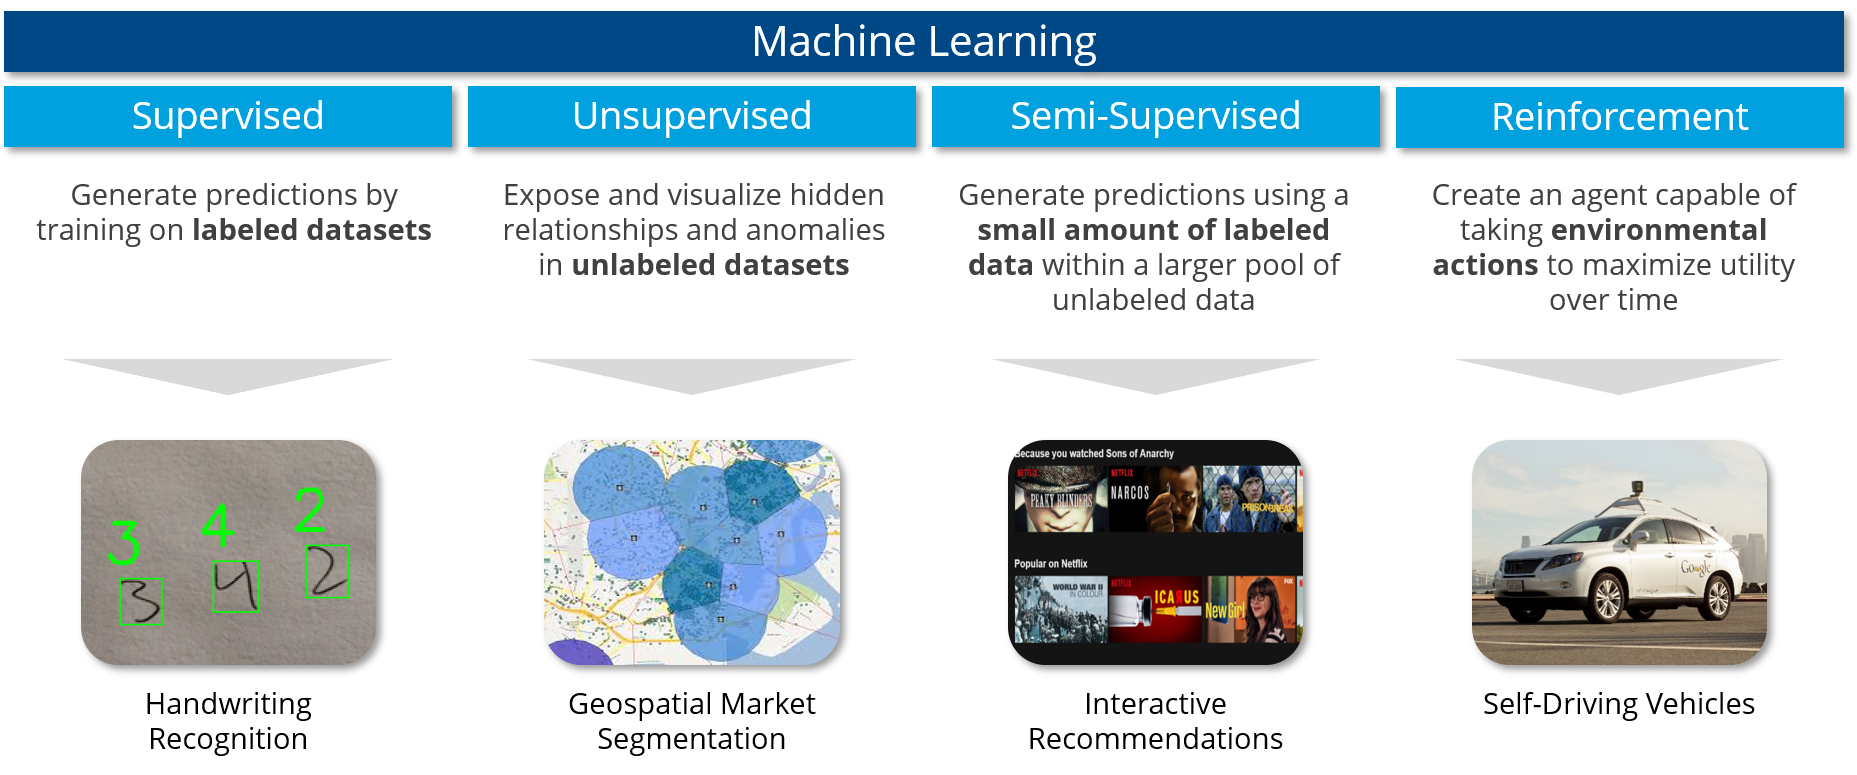 Machine Learning
Supervised
Unsupervised
Semi-Supervised
Reinforcement
Generate predictions by
training on labeled datasets
Expose and visualize hidden
relationships and anomalies
in unlabeled datasets
Generate predictions using a
small amount of labeled
data within a larger pool of
unlabeled data
Create an agent capable of
taking environmental
actions to maximize utility
over time
3 4 2
3 4 2
Because you watched Sons of Anarchy
NETFLIX
PEAKY BLINDERS
NETFLIX
NARCOS
PRISON BREAK
Popular on Netflix
WORLD WAR II
IN COLOUR
NETFLIX
ICARUS
FOX
New Girl
Google
Handwriting
Recognition
Geospatial Market
Segmentation
Interactive
Recommendations
Self-Driving Vehicles